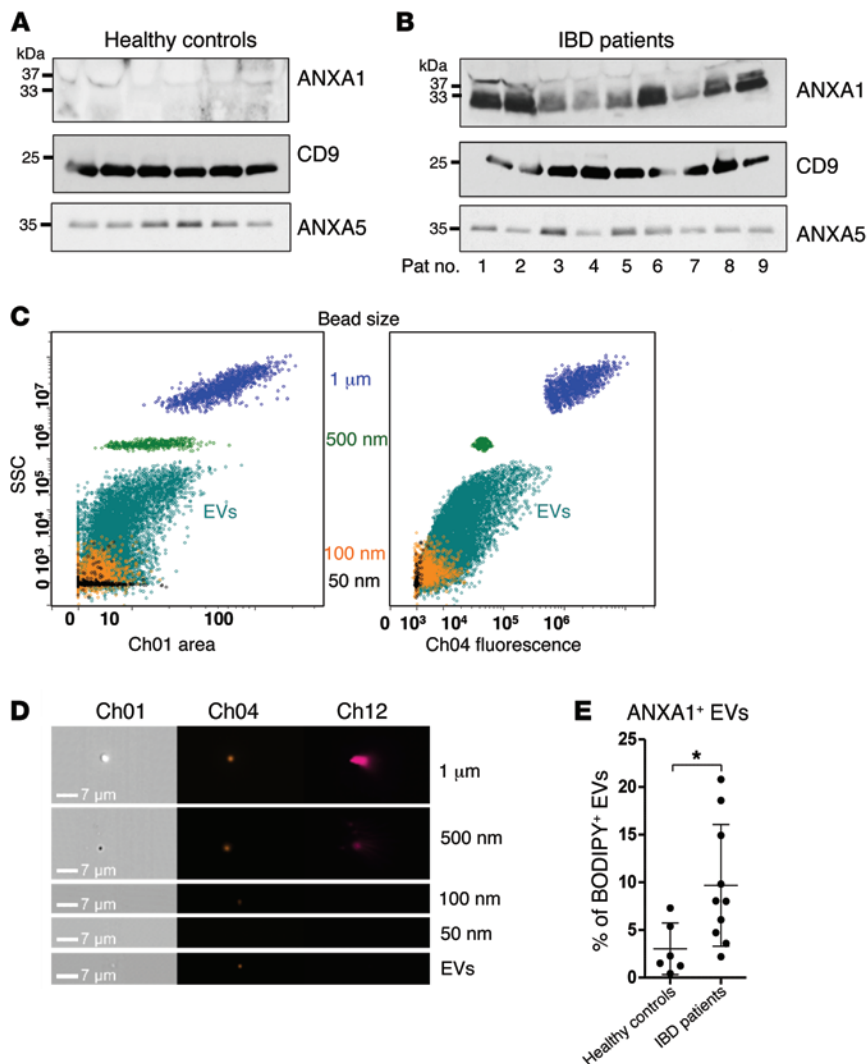 A
Healthy controls
kDa
37
33
ANXA1
25
CD9
35
ANXA5
B
IBD patients
kDa
37
33
ANXA1
25
CD9
35
ANXA5
Pat no. 1 2 3 4 5 6 7 8 9
C
Bead size
SSC
10⁷
10⁶
10⁵
10⁴
10³
0
EVs
0 10 100
Ch01 area
1 µm
500 nm
100 nm
50 nm
EVs
0 10³ 10⁴ 10⁵ 10⁶
Ch04 fluorescence
D
Ch01 Ch04 Ch12
7 µm
1 µm
7 µm
500 nm
7 µm
100 nm
7 µm
50 nm
7 µm
EVs
E
ANXA1⁺ EVs
% of BODIPY⁺ EVs
25
20
15
10
5
0
*
Healthy controls
IBD patients